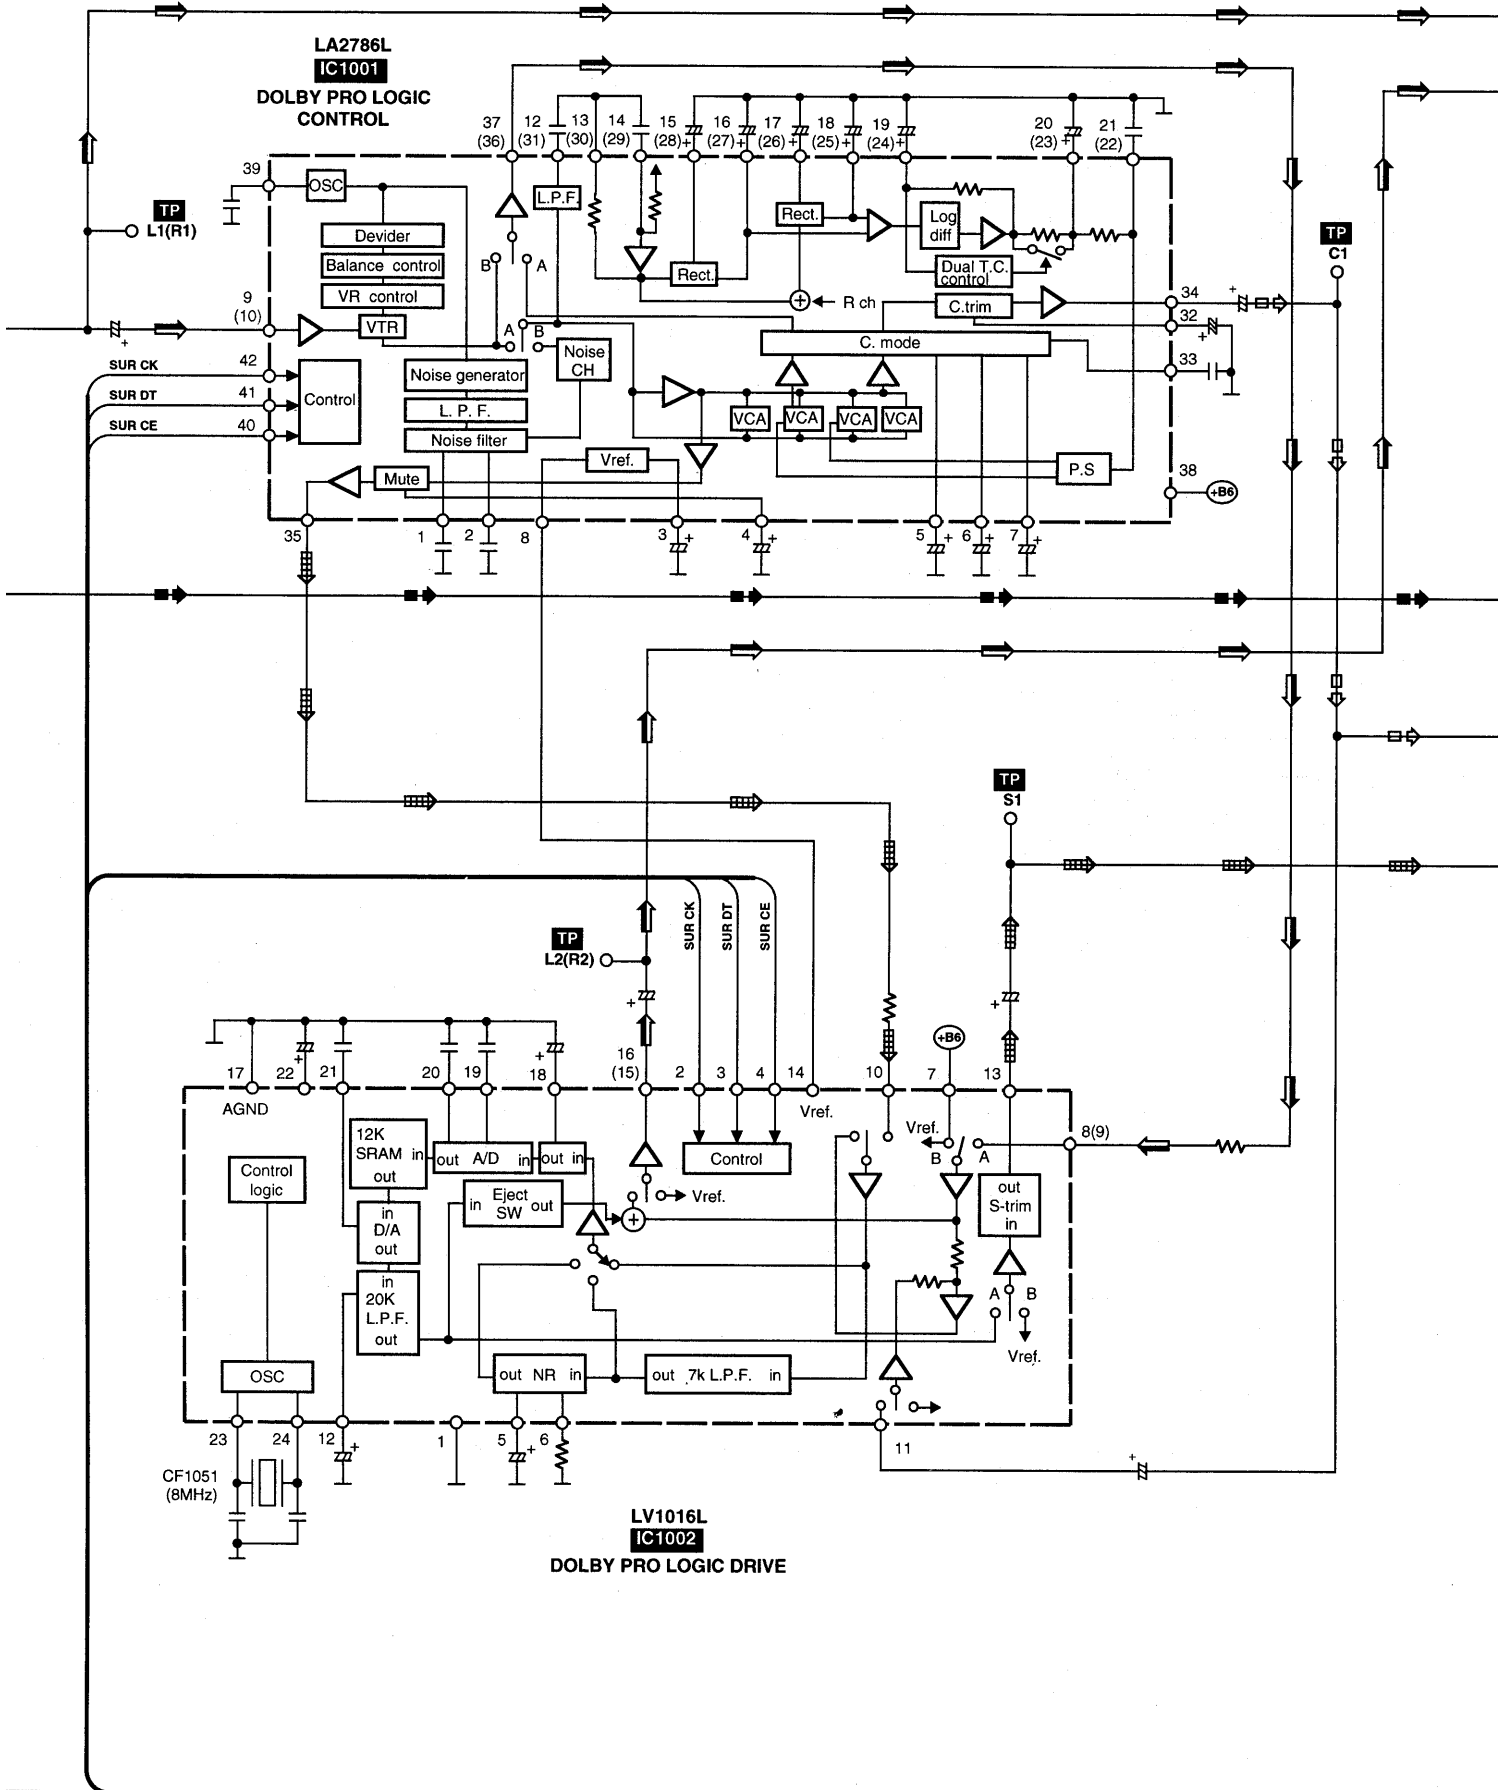 LA2786L
IC1001
DOLBY PRO LOGIC
CONTROL
37
(36)
12
(31)
13
(30)
14
(29)
15
(28)+
16
(27)+
17
(26)+
18
(25)+
19
(24)+
20
(23)+
21
(22)
39
OSC
L.P.F.
TP
L1(R1)
Devider
Balance control
VR control
VTR
B
A
Rect.
Rect.
Log
diff
Dual T.C.
control
TP
C1
R ch
C.trim
34
+
32
+
33
9
(10)
+
A
B
C. mode
SUR CK
42
SUR DT
41
SUR CE
40
Control
Noise generator
L. P. F.
Noise filter
Noise
CH
VCA
VCA
VCA
VCA
Vref.
P.S
38
+B6
Mute
35
1
2
8
3
+
4
+
5
+
6
+
7
+
TP
S1
SUR CK
SUR DT
SUR CE
TP
L2(R2)
+
+
+B6
17
22
+
21
20
19
18
+
16
(15)
2
3
4
14
10
7
13
AGND
Vref.
12K
SRAM in
out
out A/D in
out in
Control
Vref.
B
A
8(9)
Control
logic
in
D/A
out
in
Eject
SW
out
Vref.
out
S-trim
in
in
20K
L.P.F.
out
A
B
Vref.
OSC
out NR in
out 7k L.P.F. in
23
24
12
+
1
5
+
6
11
+
CF1051
(8MHz)
LV1016L
IC1002
DOLBY PRO LOGIC DRIVE